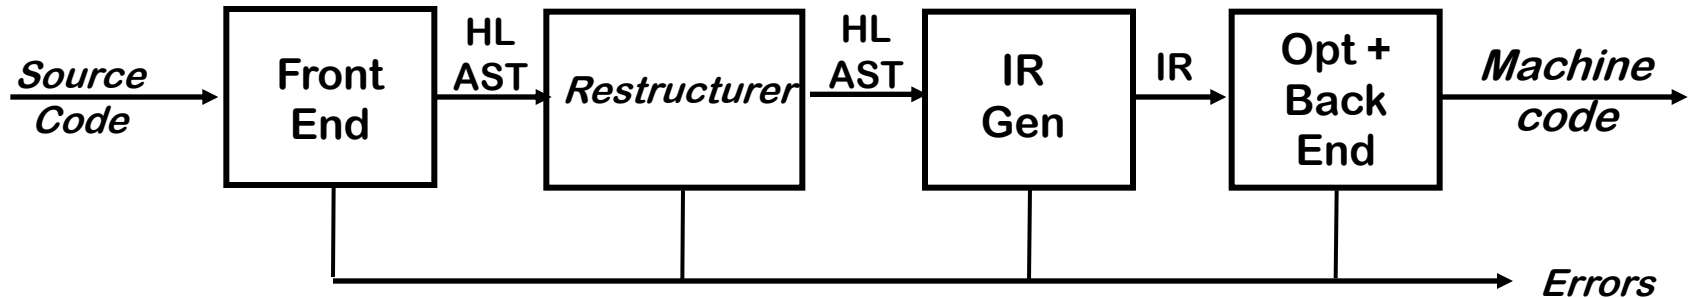 Source
Code
Front
End
HL
AST
Restructurer
HL
AST
IR
Gen
IR
Opt +
Back
End
Machine
code
Errors